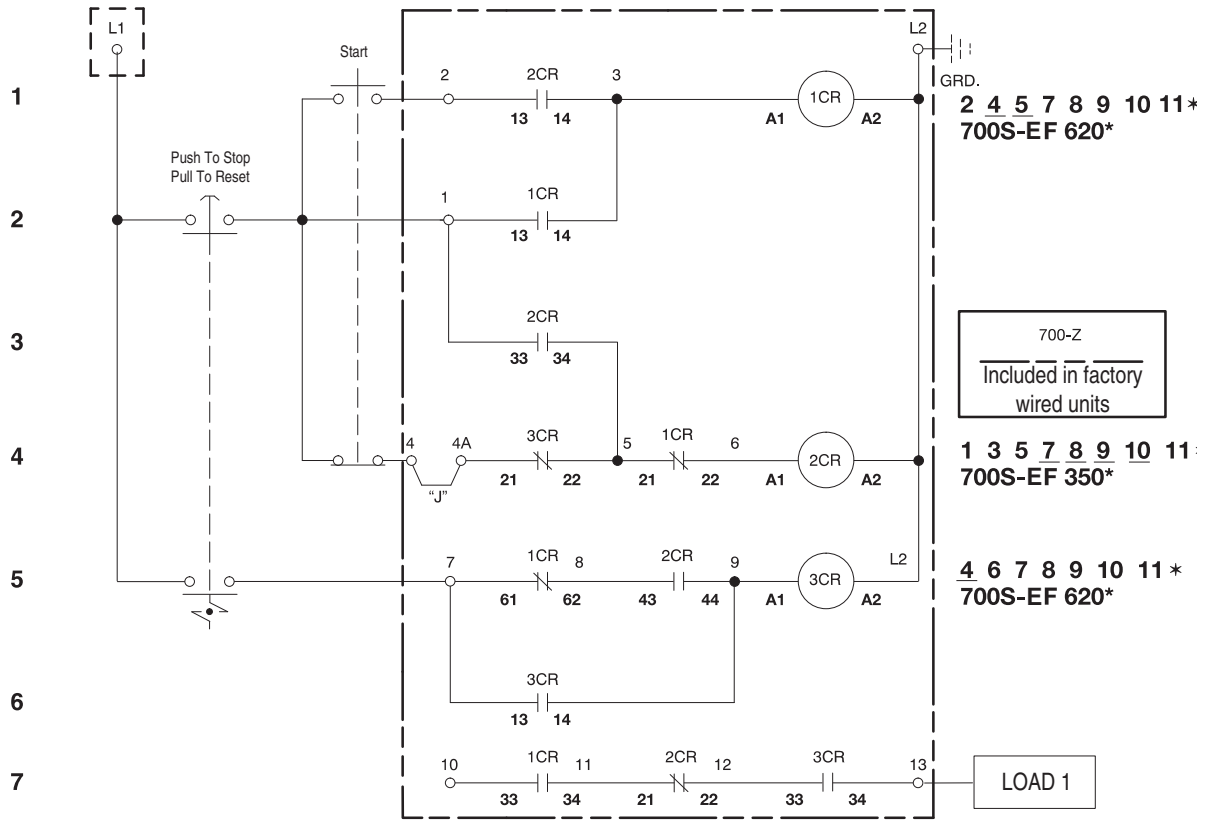 L1
L2
Start
GRD.
1
2
2CR
3
1CR
13 14
A1 A2
2 4 5 7 8 9 10 11*
700S-EF 620*
Push To Stop
Pull To Reset
2
1
1CR
13 14
3
2CR
33 34
700-Z
Included in factory
wired units
4
4
4A
3CR
5
1CR
6
2CR
21 22
21 22
A1 A2
"J"
1 3 5 7 8 9 10 11
700S-EF 350*
5
7
1CR
8
2CR
9
3CR
L2
61 62
43 44
A1 A2
4 6 7 8 9 10 11*
700S-EF 620*
6
3CR
13 14
7
10
1CR
11
2CR
12
3CR
13
LOAD 1
33 34
21 22
33 34